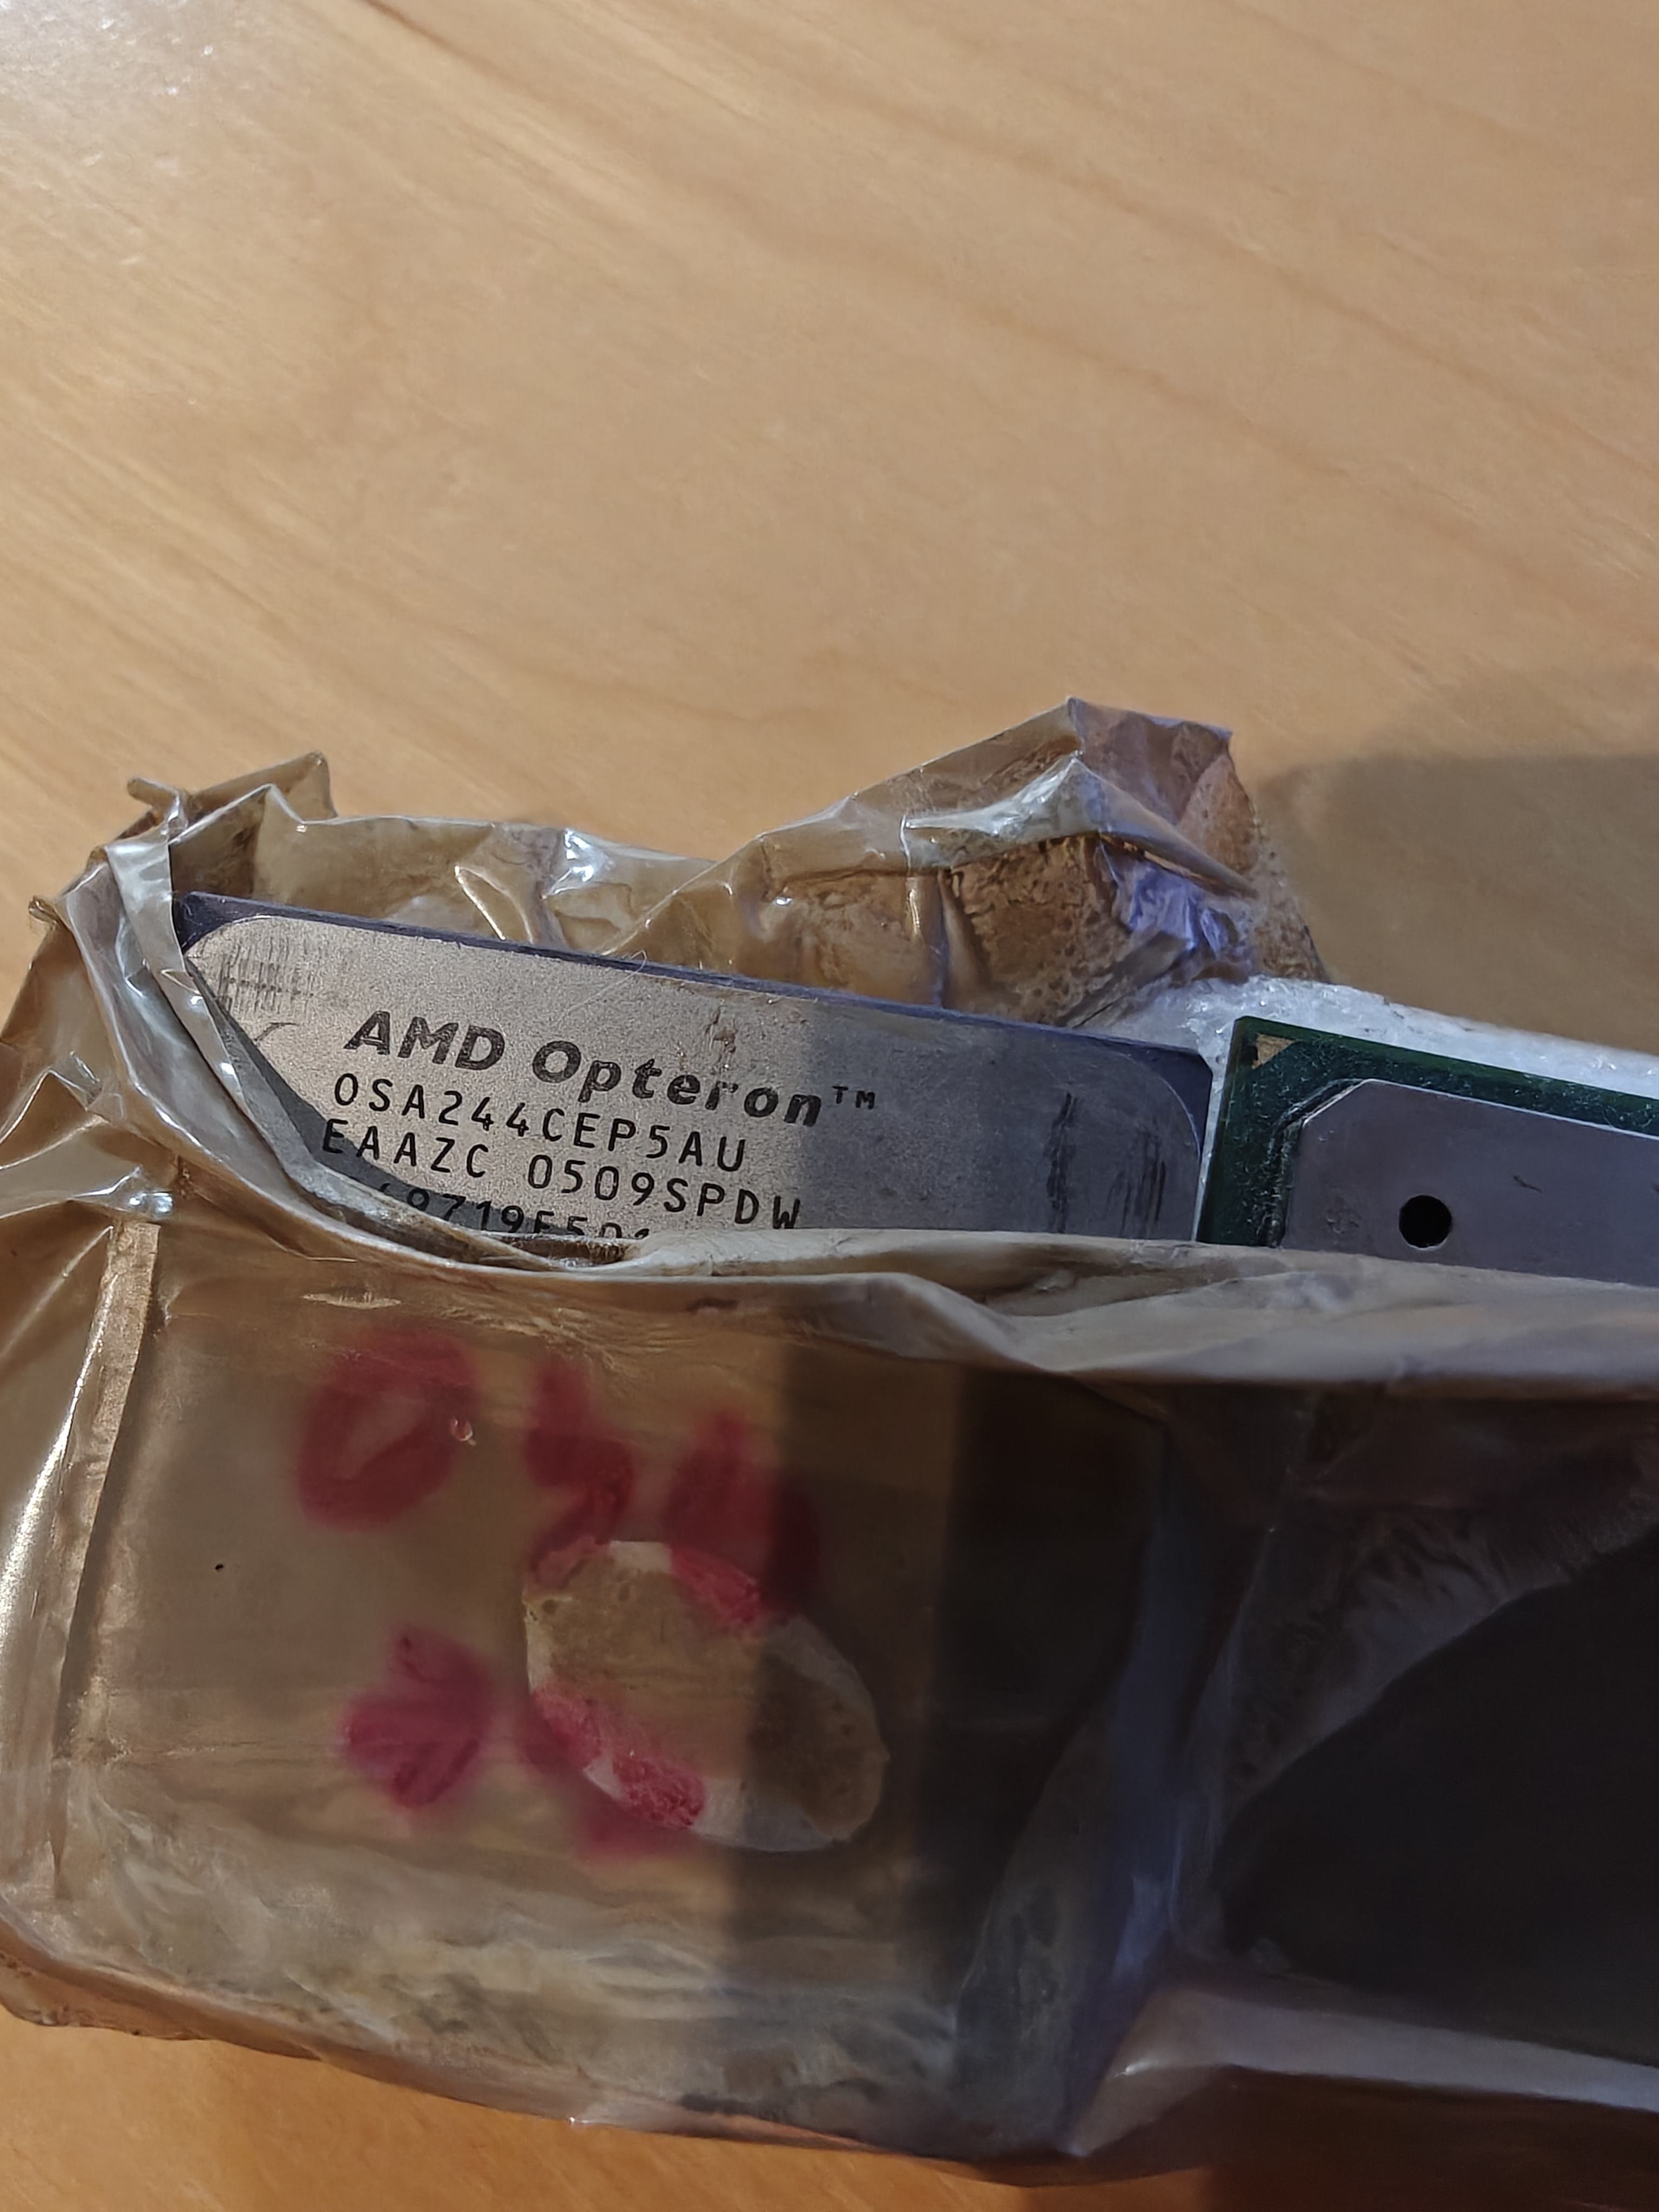 AMD Opteron™
OSA244CEP5AU
EAAZC 0509SPDW